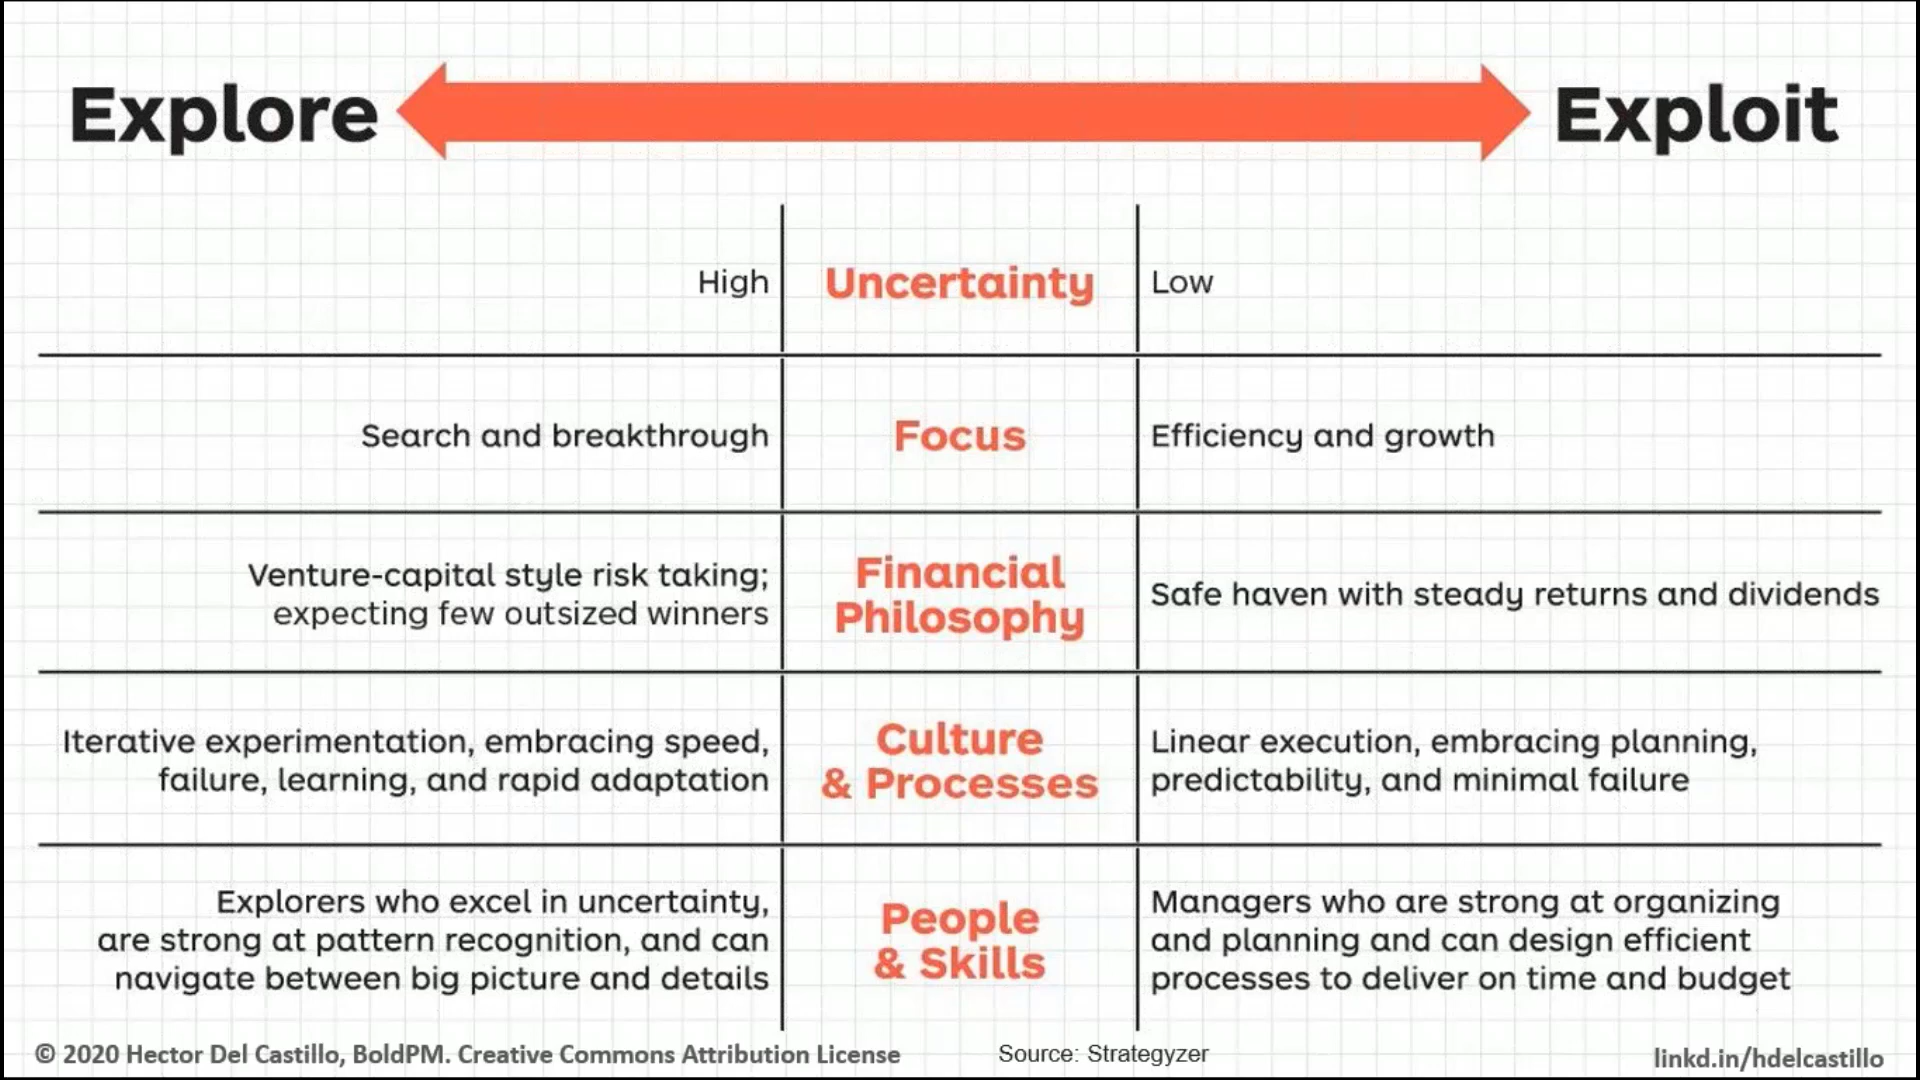 Explore
Exploit
High
Uncertainty
Low
Search and breakthrough
Focus
Efficiency and growth
Venture-capital style risk taking;
expecting few outsized winners
Financial
Philosophy
Safe haven with steady returns and dividends
Iterative experimentation, embracing speed,
failure, learning, and rapid adaptation
Culture
& Processes
Linear execution, embracing planning,
predictability, and minimal failure
Explorers who excel in uncertainty,
are strong at pattern recognition, and can
navigate between big picture and details
People
& Skills
Managers who are strong at organizing
and planning and can design efficient
processes to deliver on time and budget
© 2020 Hector Del Castillo, BoldPM. Creative Commons Attribution License
Source: Strategyzer
linkd.in/hdelcastillo